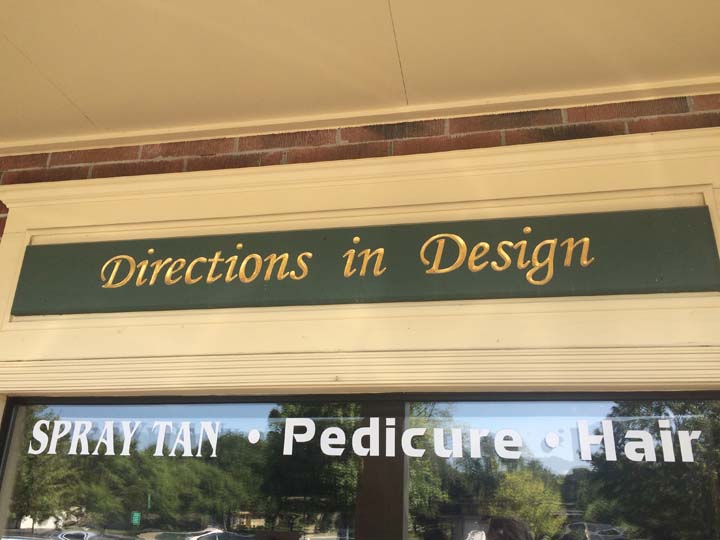 Directions in Design
SPRAY TAN • Pedicure • Hair